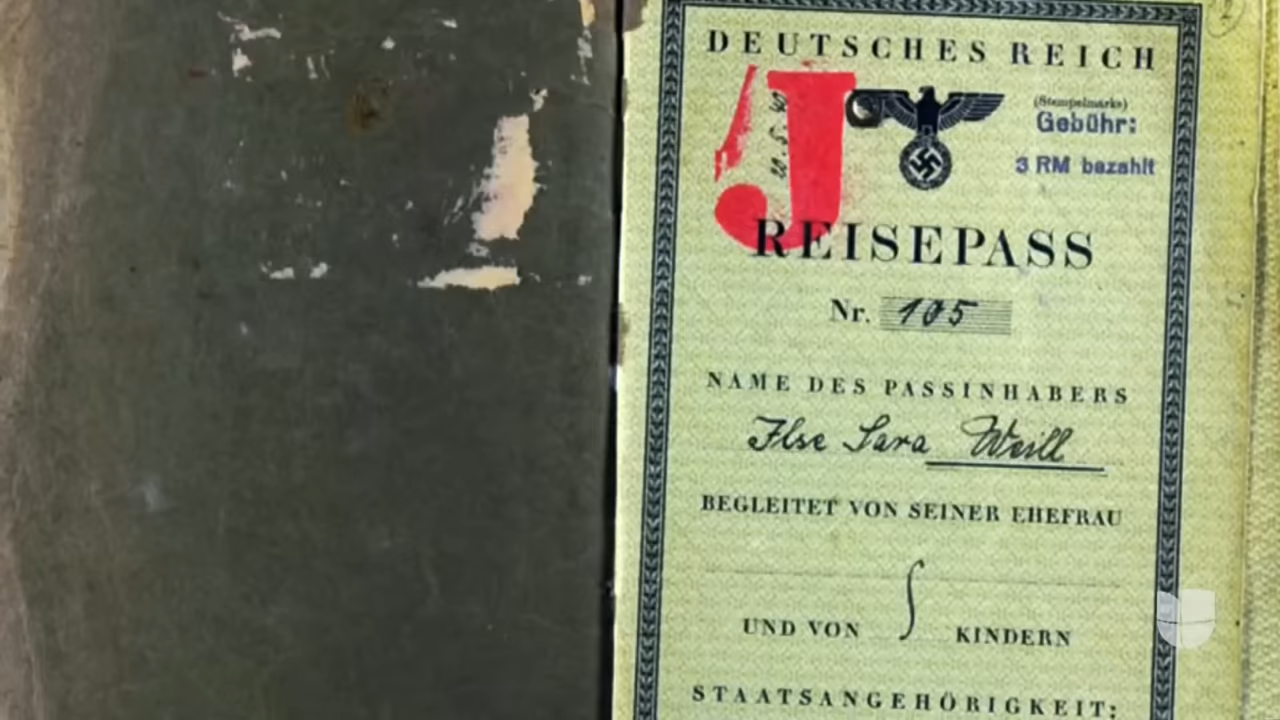 DEUTSCHES REICH
J
(Stempelmarke)
Gebühr:
3 RM bezahlt
REISEPASS
Nr. 105
NAME DES PASSINHABERS
Ilse Sara Weill
BEGLEITET VON SEINER EHEFRAU
UND VON KINDERN
STAATSANGEHÖRIGKEIT: